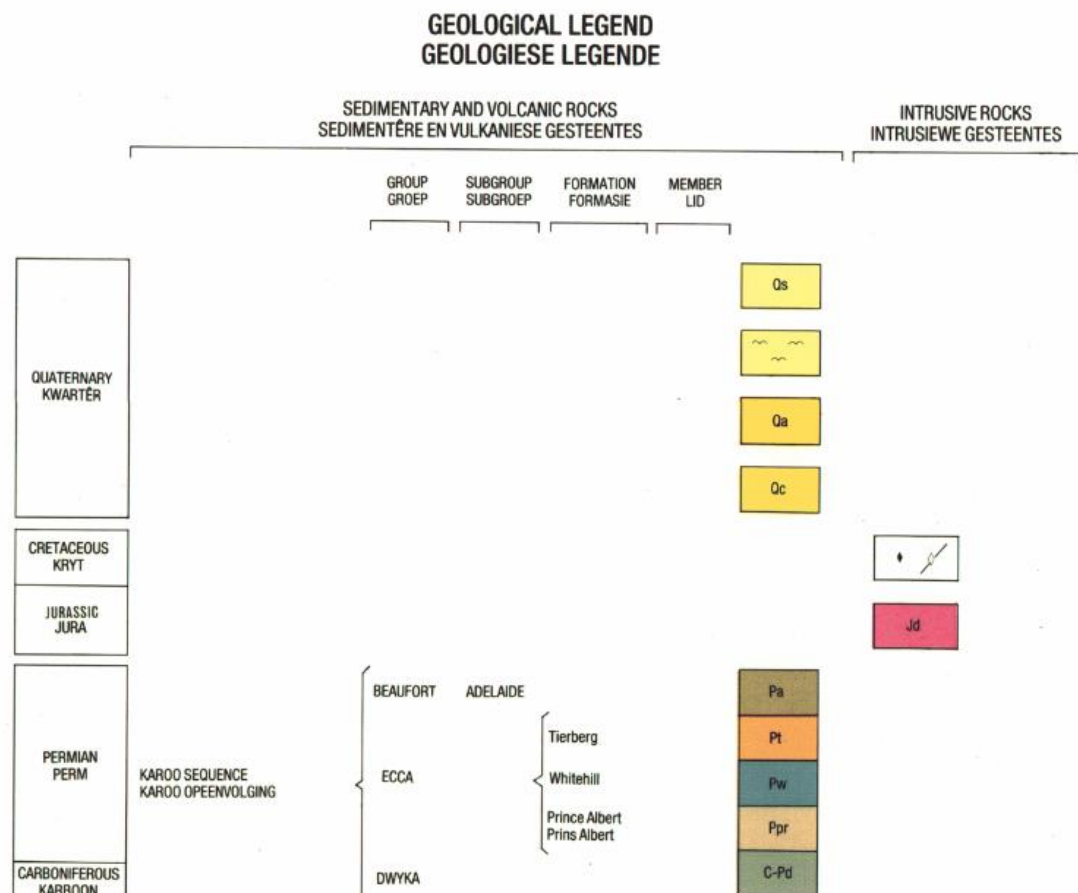 GEOLOGICAL LEGEND
GEOLOGIESE LEGENDE
SEDIMENTARY AND VOLCANIC ROCKS
SEDIMENTÊRE EN VULKANIESE GESTEENTES
INTRUSIVE ROCKS
INTRUSIEWE GESTEENTES
GROUP
GROEP
SUBGROUP
SUBGROEP
FORMATION
FORMASIE
MEMBER
LID
QUATERNARY
KWARTÊR
Qs
Qa
Qc
CRETACEOUS
KRYT
JURASSIC
JURA
Jd
PERMIAN
PERM
KAROO SEQUENCE
KAROO OPEENVOLGING
BEAUFORT
ADELAIDE
Pa
ECCA
Tierberg
Pt
Whitehill
Pw
Prince Albert
Prins Albert
Ppr
CARBONIFEROUS
KARBOON
DWYKA
C-Pd